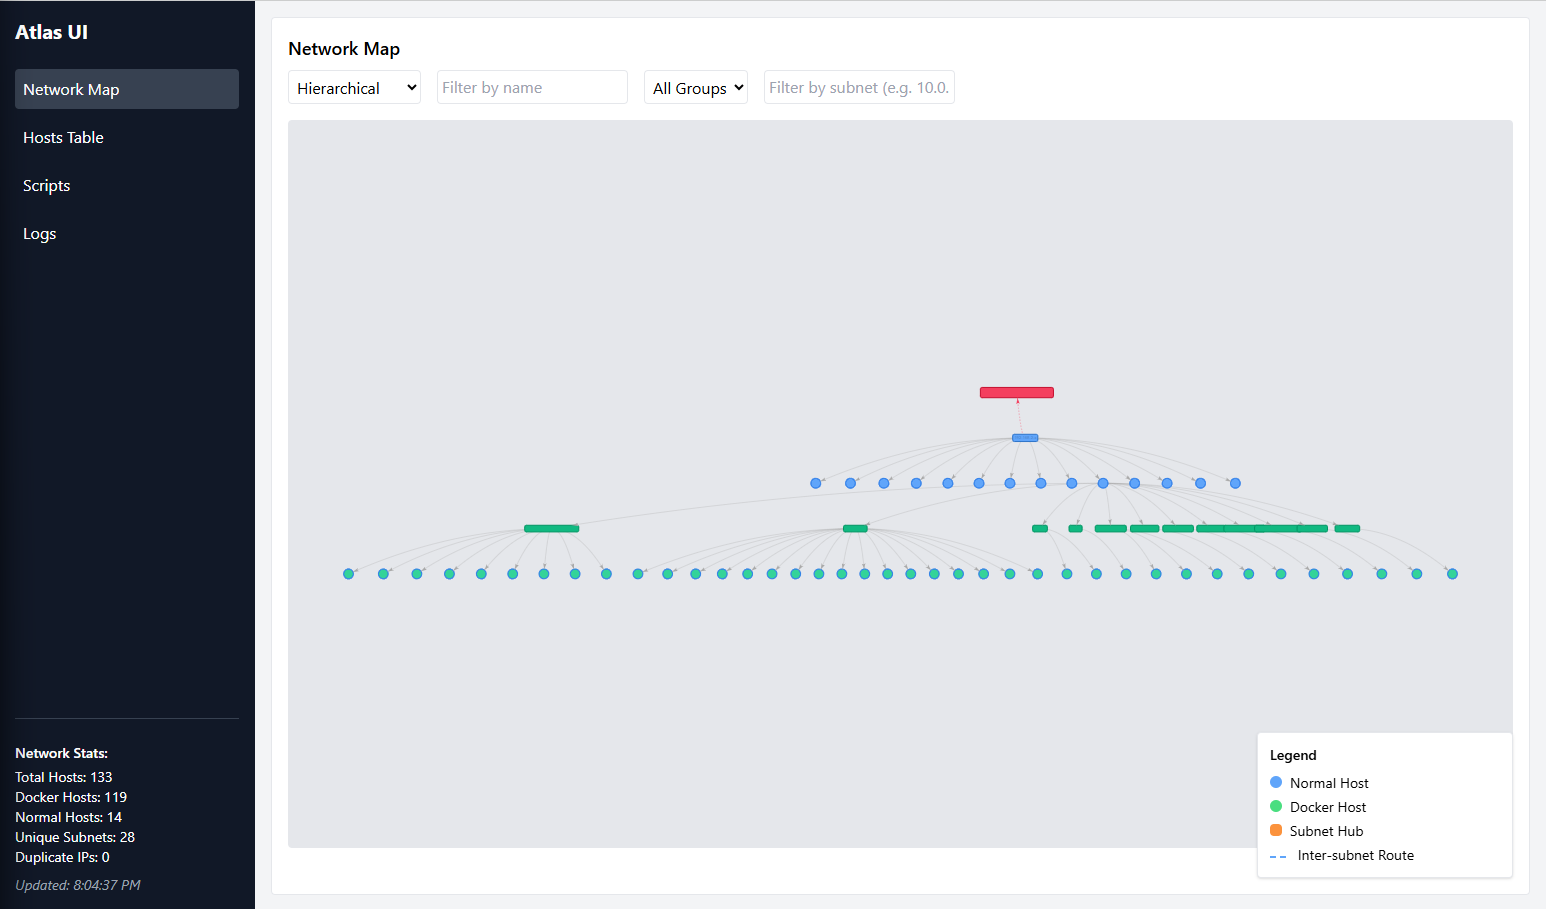 Atlas UI
Network Map
Hosts Table
Scripts
Logs
Network Stats:
Total Hosts: 133
Docker Hosts: 119
Normal Hosts: 14
Unique Subnets: 28
Duplicate IPs: 0
Updated: 8:04:37 PM
Network Map
Hierarchical
Filter by name
All Groups
Filter by subnet (e.g. 10.0.
Legend
Normal Host
Docker Host
Subnet Hub
Inter-subnet Route